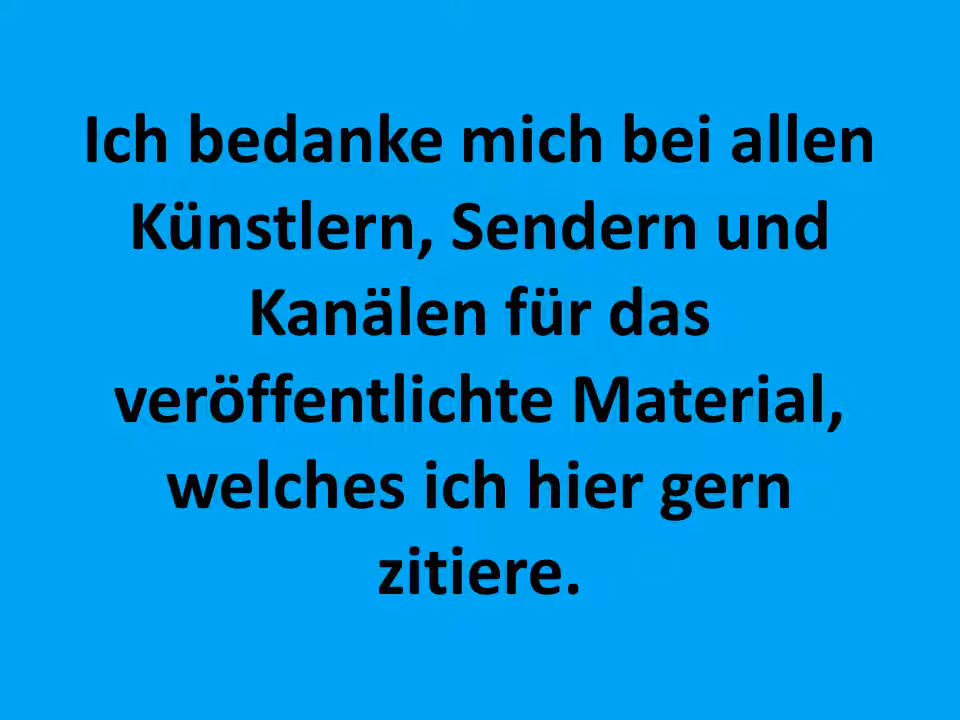 Ich bedanke mich bei allen
Künstlern, Sendern und
Kanälen für das
veröffentlichte Material,
welches ich hier gern
zitiere.